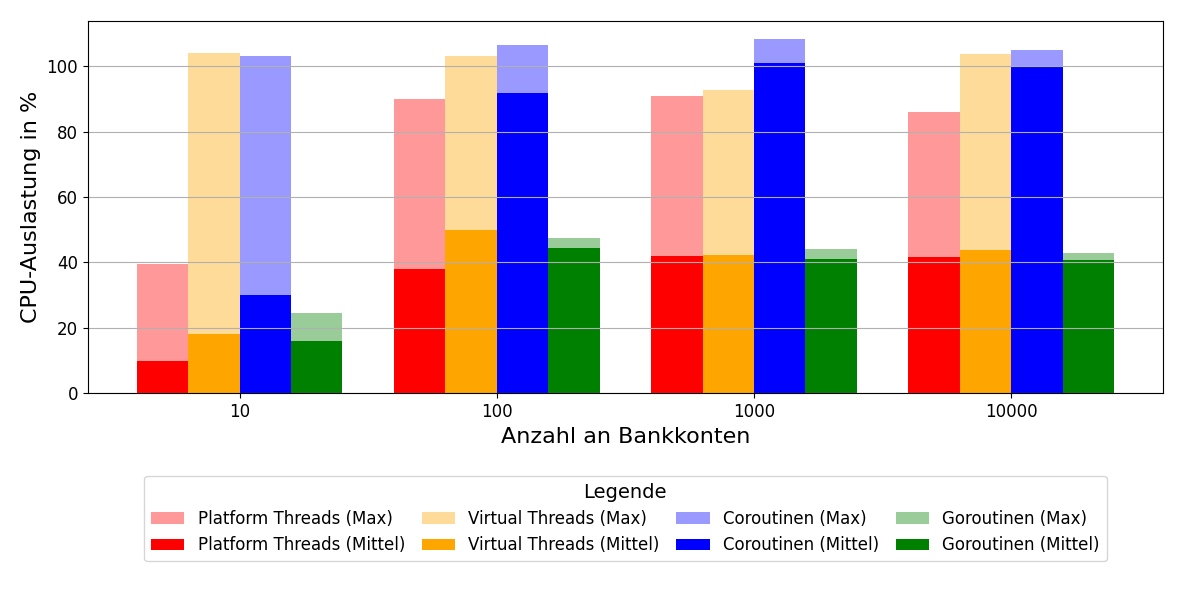 CPU-Auslastung in %
100
80
60
40
20
0
10 100 1000 10000
Anzahl an Bankkonten
Legende
Platform Threads (Max) Virtual Threads (Max) Coroutinen (Max) Goroutinen (Max)
Platform Threads (Mittel) Virtual Threads (Mittel) Coroutinen (Mittel) Goroutinen (Mittel)